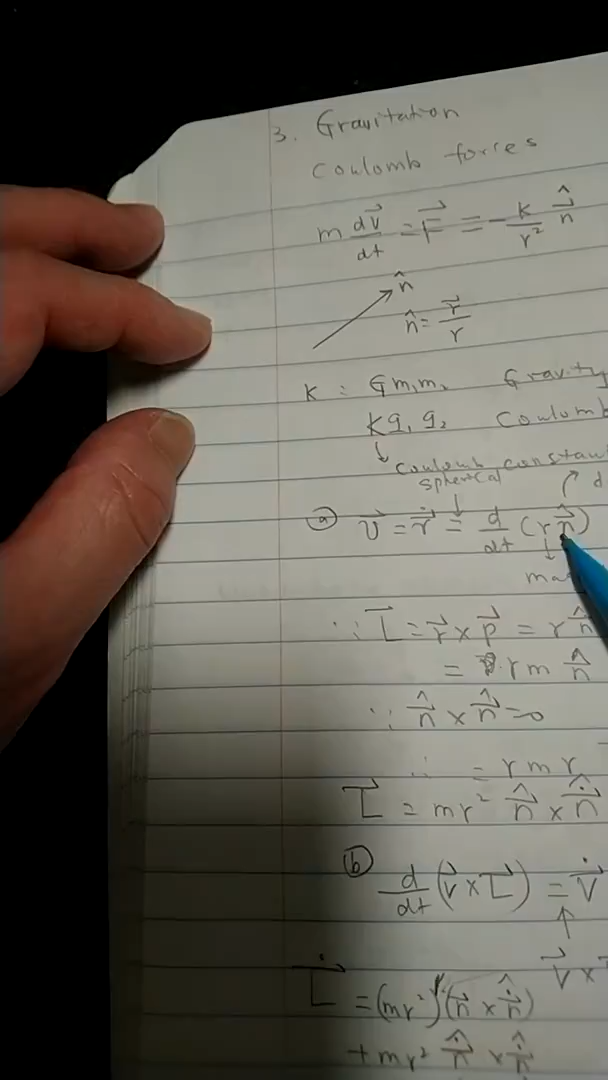 3. Gravitation
Coulomb forces
m dv⃗/dt = F⃗ = - k/r² n̂
n̂
n̂ = r⃗/r
K : Gm₁m₂ Gravity
Kq₁q₂ Coulomb
↓ Coulomb constan
spherical
ⓐ v⃗ = r⃗̇ = d/dt (r n̂)
∵ L⃗ = r⃗ × p⃗ = r n̂
= r m n̂
∵ n̂ × n̂ = 0
∴ = r m r
L⃗ = mr² n̂ × n̂̇
ⓑ d/dt (v⃗ × L⃗) = v⃗̇
v⃗ ×
L⃗̇ = (mr²)˙(n̂ × n̂̇)
+ mr² n̂̇ × n̂̇